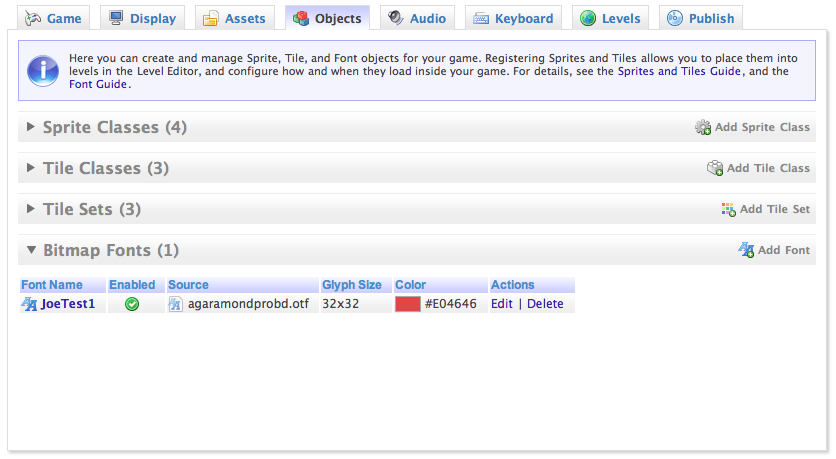 Game Display Assets Objects Audio Keyboard Levels Publish
Here you can create and manage Sprite, Tile, and Font objects for your game. Registering Sprites and Tiles allows you to place them into
levels in the Level Editor, and configure how and when they load inside your game. For details, see the Sprites and Tiles Guide, and the
Font Guide.
Sprite Classes (4) Add Sprite Class
Tile Classes (3) Add Tile Class
Tile Sets (3) Add Tile Set
Bitmap Fonts (1) Add Font
Font Name Enabled Source Glyph Size Color Actions
JoeTest1 agaramondprobd.otf 32x32 #E04646 Edit | Delete